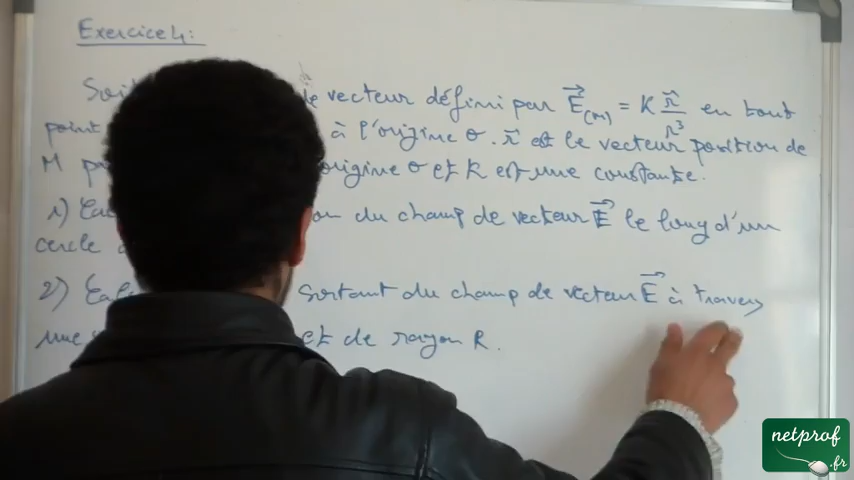 Exercice 4:
Soit le vecteur défini par E⃗(M) = K r⃗/r³ en tout
point à l'origine O. r⃗ est le vecteur position de
M origine O et K est une constante.
1) du champ de vecteur E⃗ le long d'un
cercle
2) sortant du champ de vecteur E⃗ à travers
une et de rayon R.
netprof
.fr